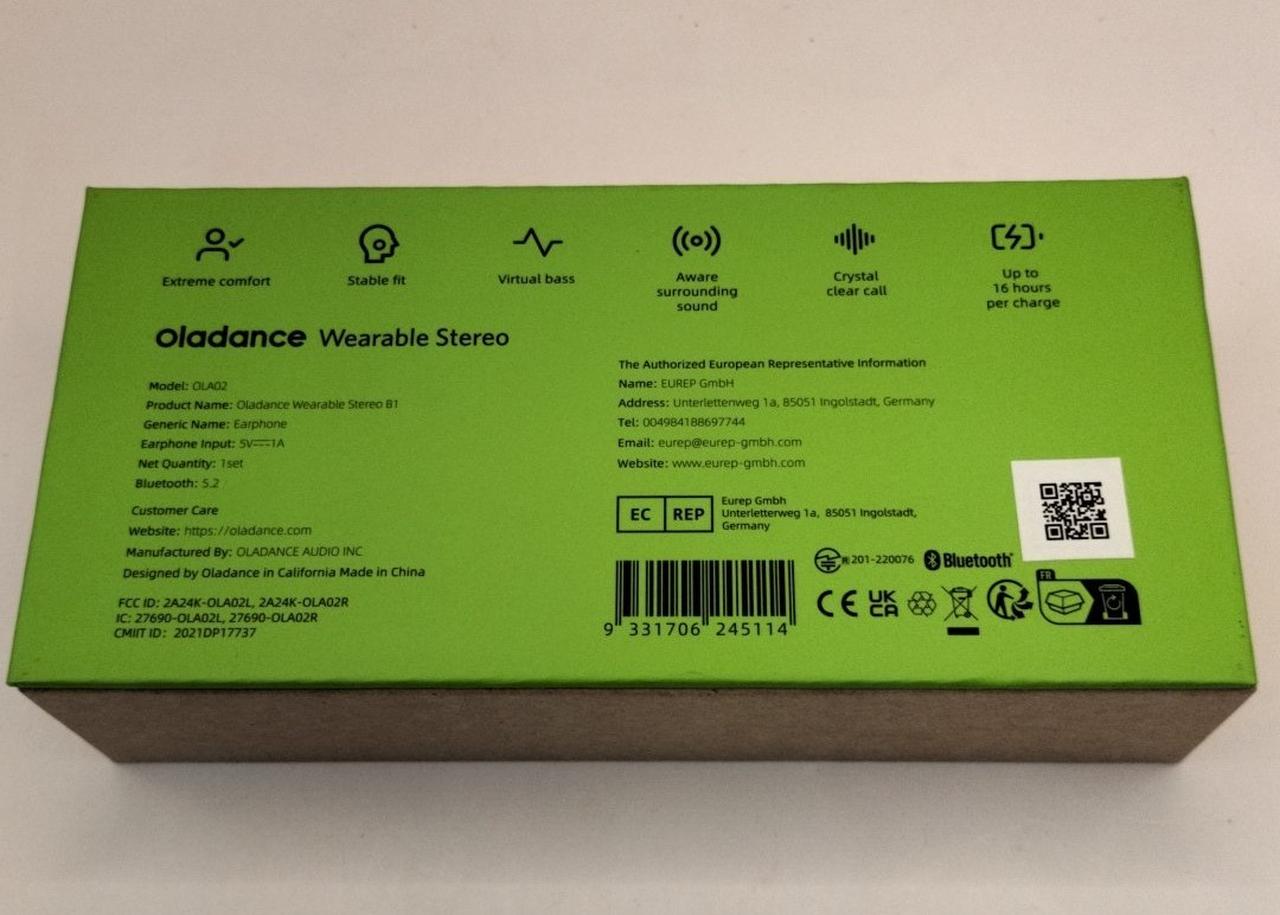 Extreme comfort
Stable fit
Virtual bass
Aware
surrounding
sound
Crystal
clear call
Up to
16 hours
per charge
oladance Wearable Stereo
Model: OLA02
Product Name: Oladance Wearable Stereo B1
Generic Name: Earphone
Earphone Input: 5V⎓1A
Net Quantity: 1set
Bluetooth: 5.2
Customer Care
Website: https://oladance.com
Manufactured By: OLADANCE AUDIO INC
Designed by Oladance in California Made in China
FCC ID: 2A24K-OLA02L, 2A24K-OLA02R
IC: 27690-OLA02L, 27690-OLA02R
CMIIT ID: 2021DP17737
The Authorized European Representative Information
Name: EUREP GmbH
Address: Unterlettenweg 1a, 85051 Ingolstadt, Germany
Tel: 004984188697744
Email: eurep@eurep-gmbh.com
Website: www.eurep-gmbh.com
EC REP
Eurep Gmbh
Unterletterweg 1a, 85051 Ingolstadt,
Germany
R 201-220076 Bluetooth®
CE UK CA FR
9 331706 245114